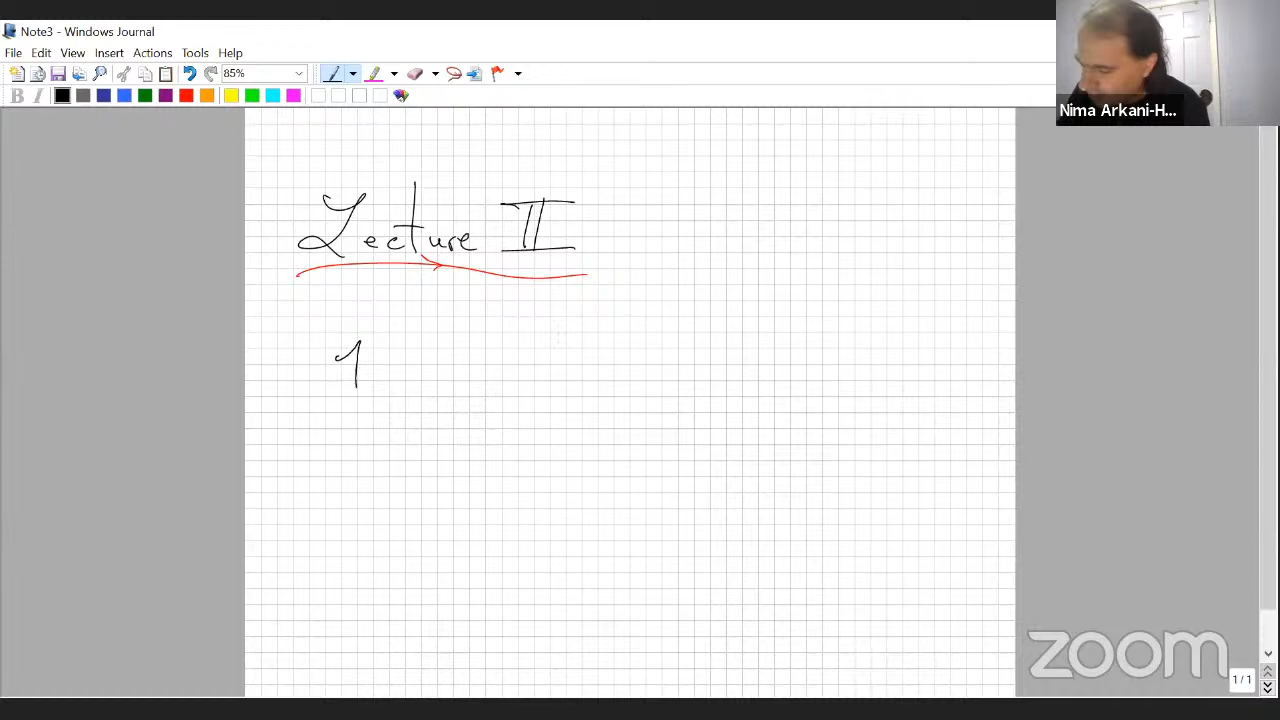 Note3 - Windows Journal
File Edit View Insert Actions Tools Help
85%
B I
Nima Arkani-H...
Lecture II
1
zoom
1 / 1